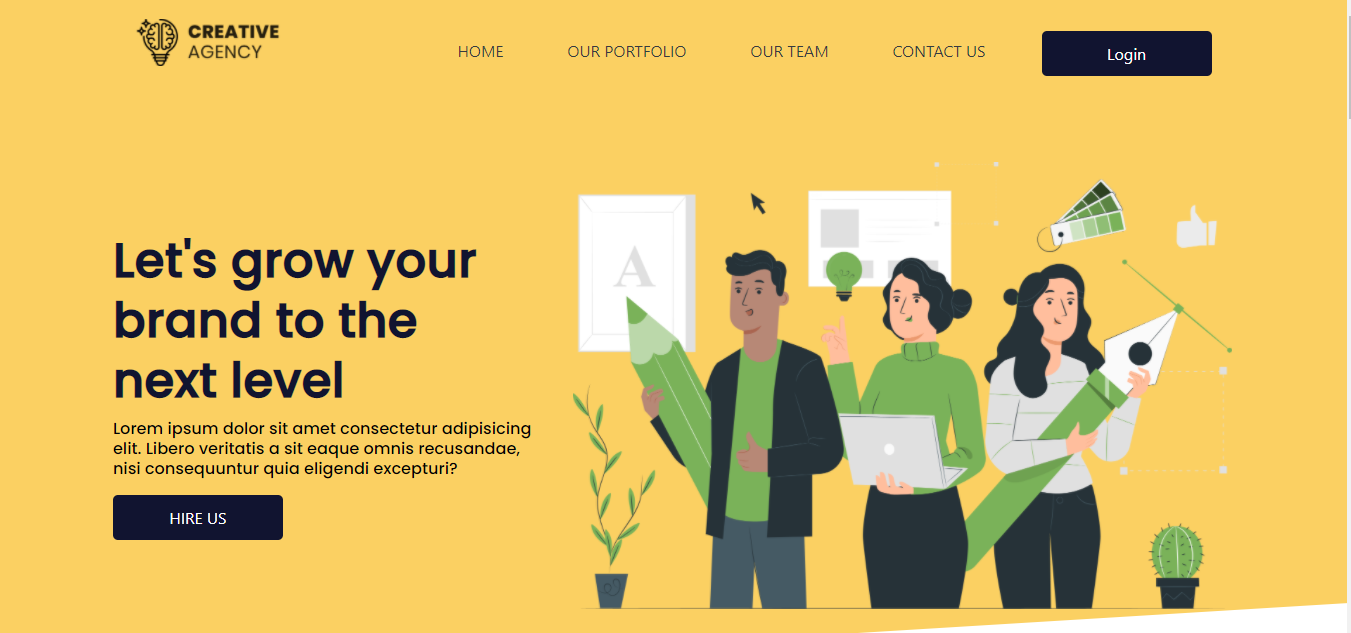 CREATIVE
AGENCY
HOME OUR PORTFOLIO OUR TEAM CONTACT US Login
Let's grow your
brand to the
next level
Lorem ipsum dolor sit amet consectetur adipisicing
elit. Libero veritatis a sit eaque omnis recusandae,
nisi consequuntur quia eligendi excepturi?
HIRE US
A